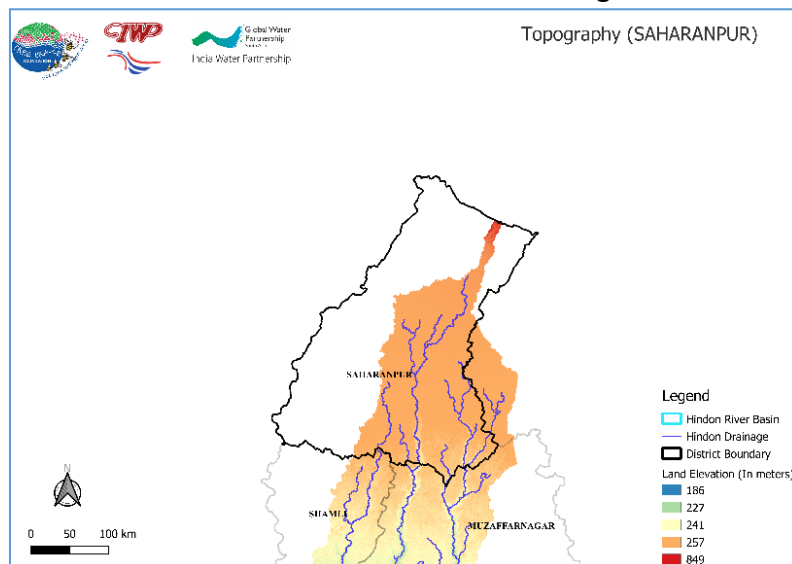 CIWP
Global Water
Partnership
India Water Partnership
Topography (SAHARANPUR)
SAHARANPUR
SHAMLI
MUZAFFARNAGAR
N
0 50 100 km
Legend
Hindon River Basin
Hindon Drainage
District Boundary
Land Elevation (In meters)
186
227
241
257
849